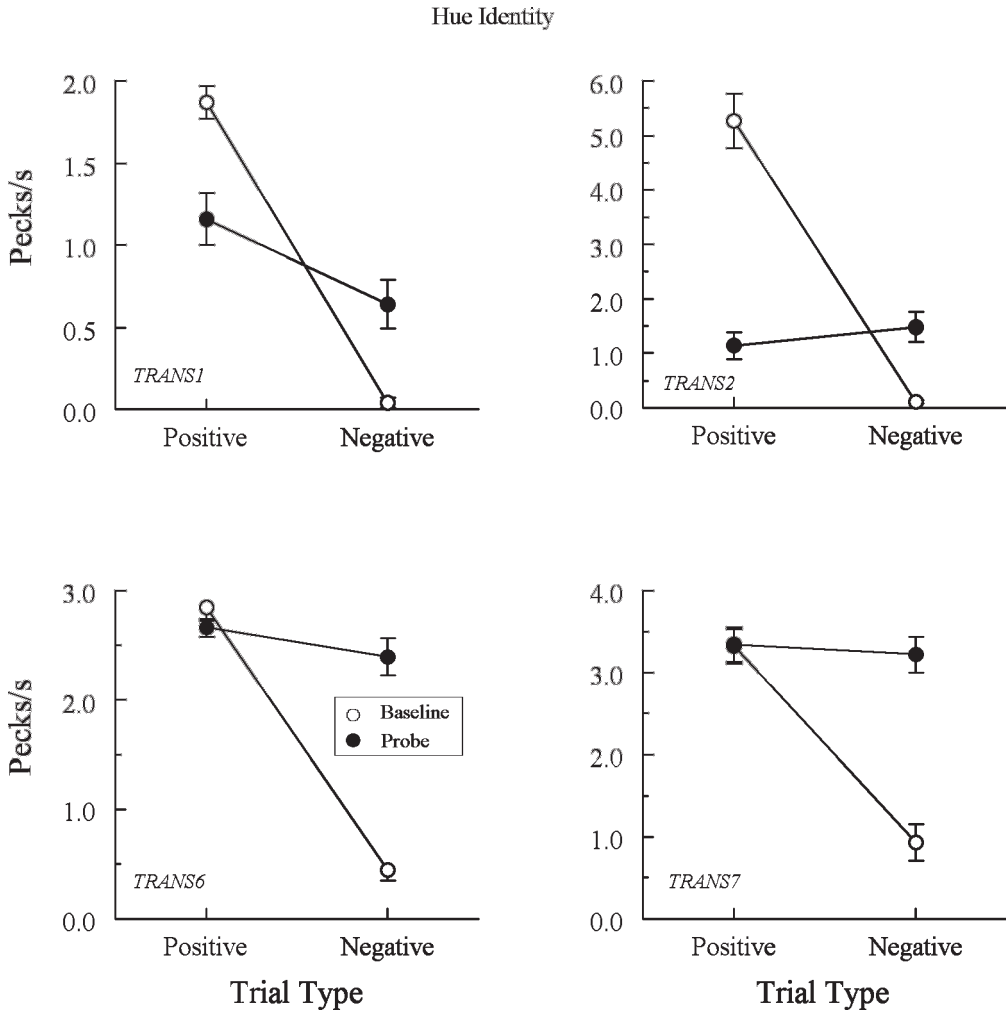 Hue Identity
Pecks/s
2.0
1.5
1.0
0.5
0.0
TRANS1
Positive Negative
6.0
5.0
4.0
3.0
2.0
1.0
0.0
TRANS2
Positive Negative
Pecks/s
3.0
2.0
1.0
0.0
Baseline
Probe
TRANS6
Positive Negative
Trial Type
4.0
3.0
2.0
1.0
0.0
TRANS7
Positive Negative
Trial Type